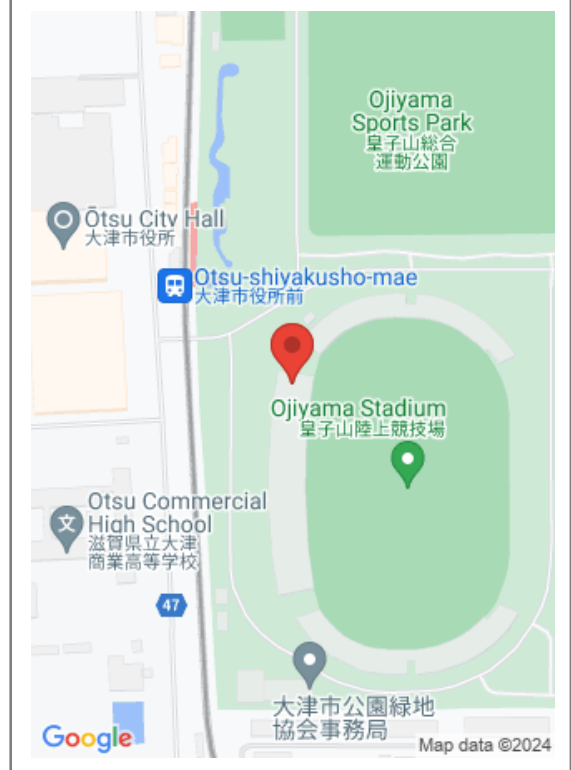 Ojiyama
Sports Park
皇子山総合
運動公園
Ōtsu City Hall
大津市役所
Otsu-shiyakusho-mae
大津市役所前
Ojiyama Stadium
皇子山陸上競技場
Otsu Commercial
High School
滋賀県立大津
商業高等学校
文
47
大津市公園緑地
協会事務局
Google
Map data ©2024